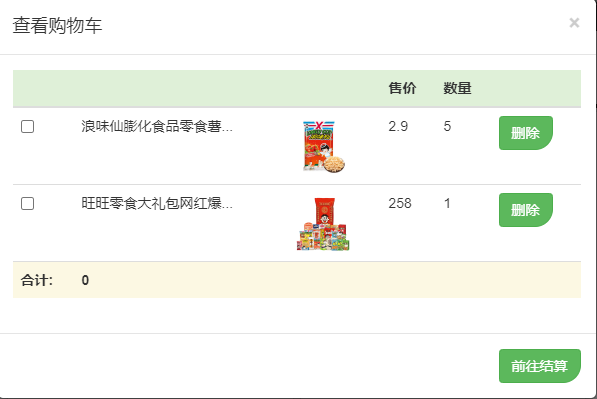 查看购物车 ×
售价 数量
浪味仙膨化食品零食薯... 2.9 5 删除
旺旺零食大礼包网红爆... 258 1 删除
合计： 0
前往结算